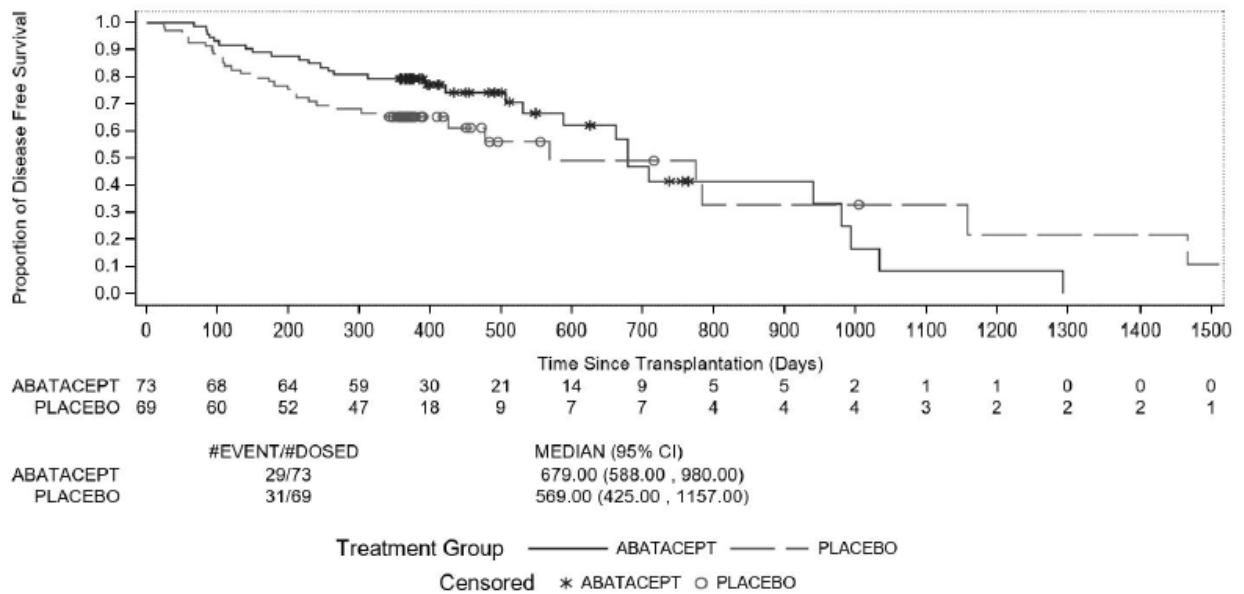 Proportion of Disease Free Survival
1.0
0.9
0.8
0.7
0.6
0.5
0.4
0.3
0.2
0.1
0.0
0 100 200 300 400 500 600 700 800 900 1000 1100 1200 1300 1400 1500
Time Since Transplantation (Days)
ABATACEPT 73 68 64 59 30 21 14 9 5 5 2 1 1 0 0 0
PLACEBO 69 60 52 47 18 9 7 7 4 4 4 3 2 2 2 1
#EVENT/#DOSED MEDIAN (95% CI)
ABATACEPT 29/73 679.00 (588.00 , 980.00)
PLACEBO 31/69 569.00 (425.00 , 1157.00)
Treatment Group ABATACEPT PLACEBO
Censored ABATACEPT PLACEBO